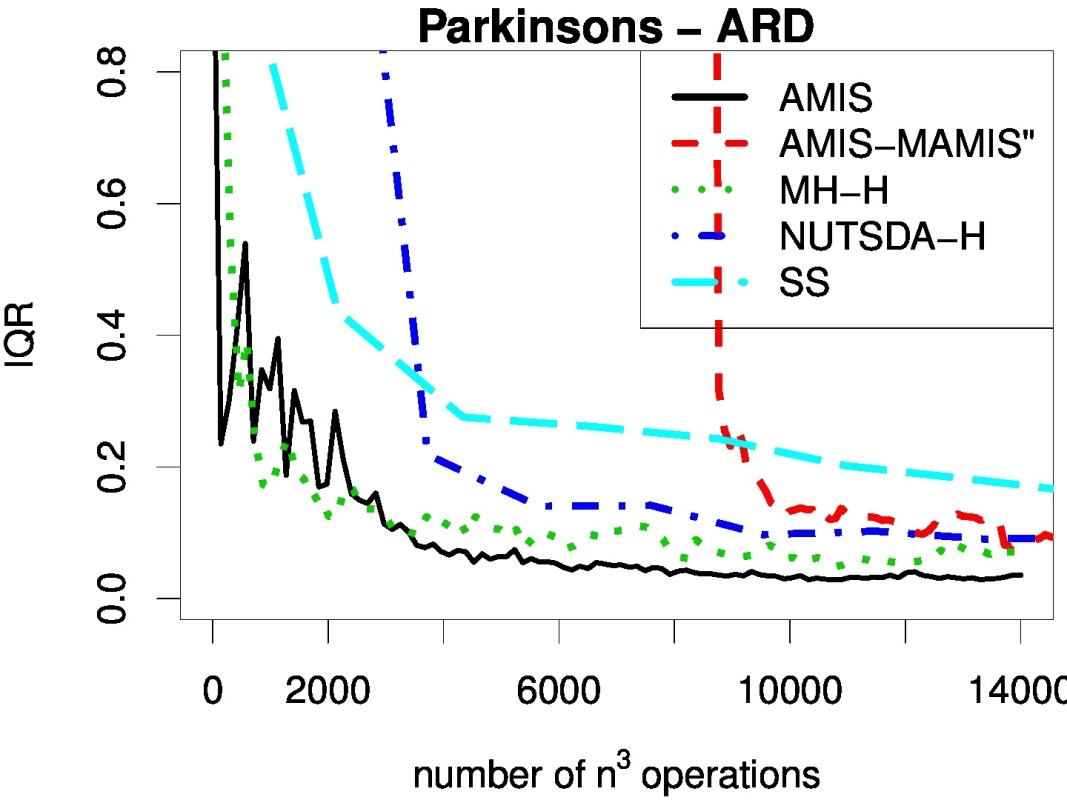 Parkinsons – ARD
AMIS
AMIS–MAMIS"
MH–H
NUTSDA–H
SS
IQR
0.8
0.6
0.4
0.2
0.0
0 2000 6000 10000 14000
number of n³ operations